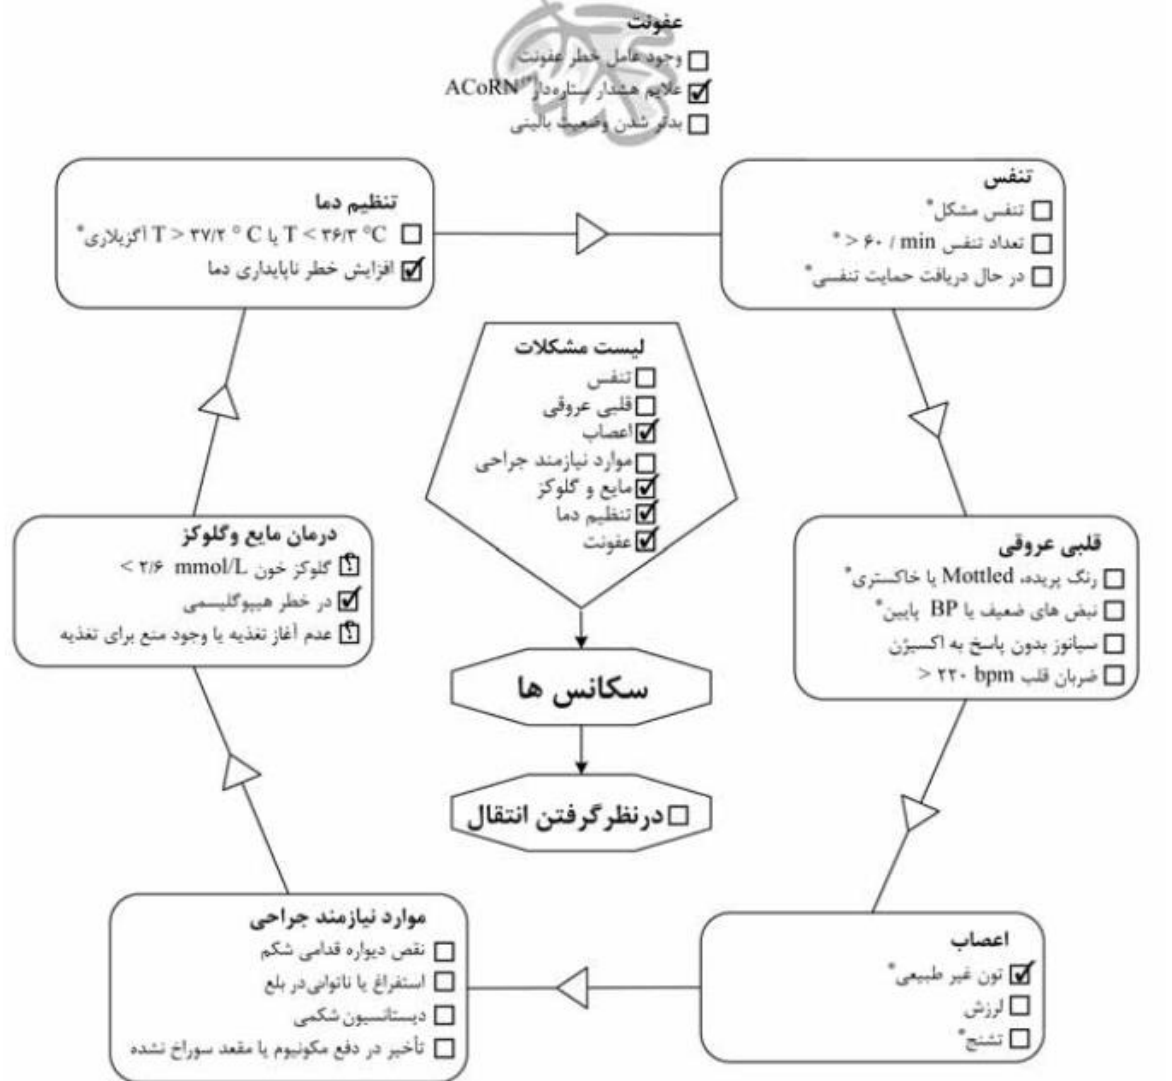 عفونت
☐ وجود عامل خطر عفونت
☑ علایم هشدار ستاره‌دار(*) ACoRN
☐ بدتر شدن وضعیت بالینی
تنفس
☐ تنفس مشکل*
☐ تعداد تنفس ۶۰ / min < *
☐ در حال دریافت حمایت تنفسی*
قلبی عروقی
☐ رنگ پریده، Mottled یا خاکستری*
☐ نبض های ضعیف یا BP پایین*
☐ سیانوز بدون پاسخ به اکسیژن
☐ ضربان قلب > ۲۲۰ bpm <
اعصاب
☑ تون غیر طبیعی*
☐ لرزش
☐ تشنج*
موارد نیازمند جراحی
☐ نقص دیواره قدامی شکم
☐ استفراغ یا ناتوانی در بلع
☐ دیستانسیون شکمی
☐ تأخیر در دفع مکونیوم یا مقعد سوراخ نشده
درمان مایع وگلوکز
⍰ گلوکز خون ۲/۶ mmol/L >
☑ در خطر هیپوگلیسمی
⍰ عدم آغاز تغذیه یا وجود منع برای تغذیه
تنظیم دما
☐ T < ۳۶/۳ °C یا T > ۳۷/۲ °C آگزیلاری*
☑ افزایش خطر ناپایداری دما
لیست مشکلات
☐ تنفس
☐ قلبی عروقی
☑ اعصاب
☐ موارد نیازمند جراحی
☑ مایع و گلوکز
☑ تنظیم دما
☑ عفونت
سکانس ها
☐ درنظرگرفتن انتقال